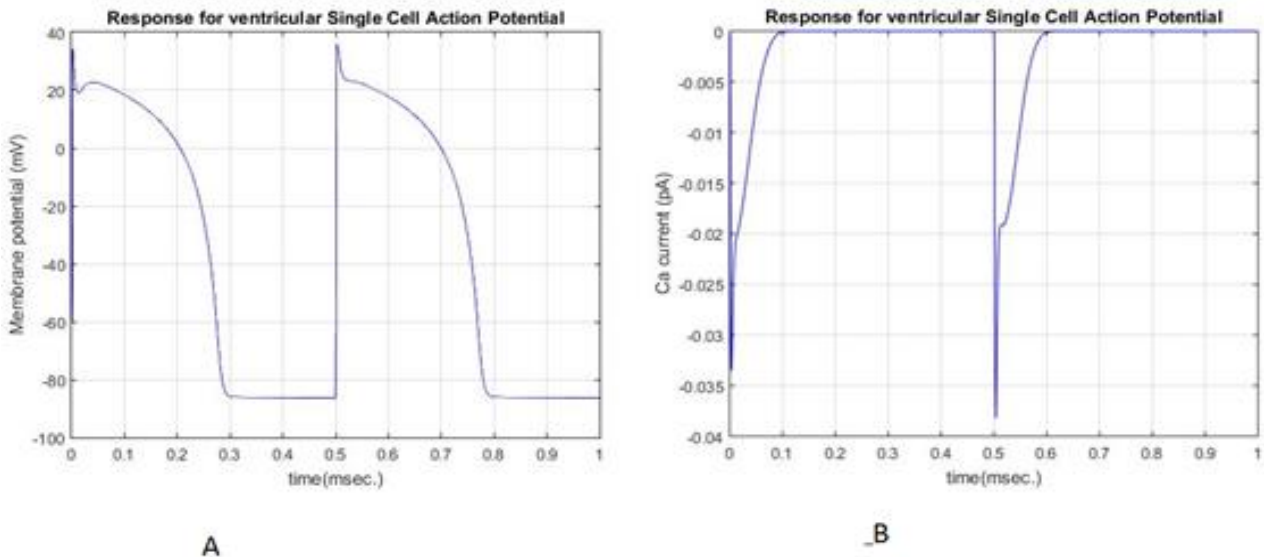 Response for ventricular Single Cell Action Potential
40
20
0
-20
-40
-60
-80
-100
Membrane potential (mV)
0 0.1 0.2 0.3 0.4 0.5 0.6 0.7 0.8 0.9 1
time(msec.)
A
Response for ventricular Single Cell Action Potential
0
-0.005
-0.01
-0.015
-0.02
-0.025
-0.03
-0.035
-0.04
Ca current (pA)
0 0.1 0.2 0.3 0.4 0.5 0.6 0.7 0.8 0.9 1
time(msec.)
_B